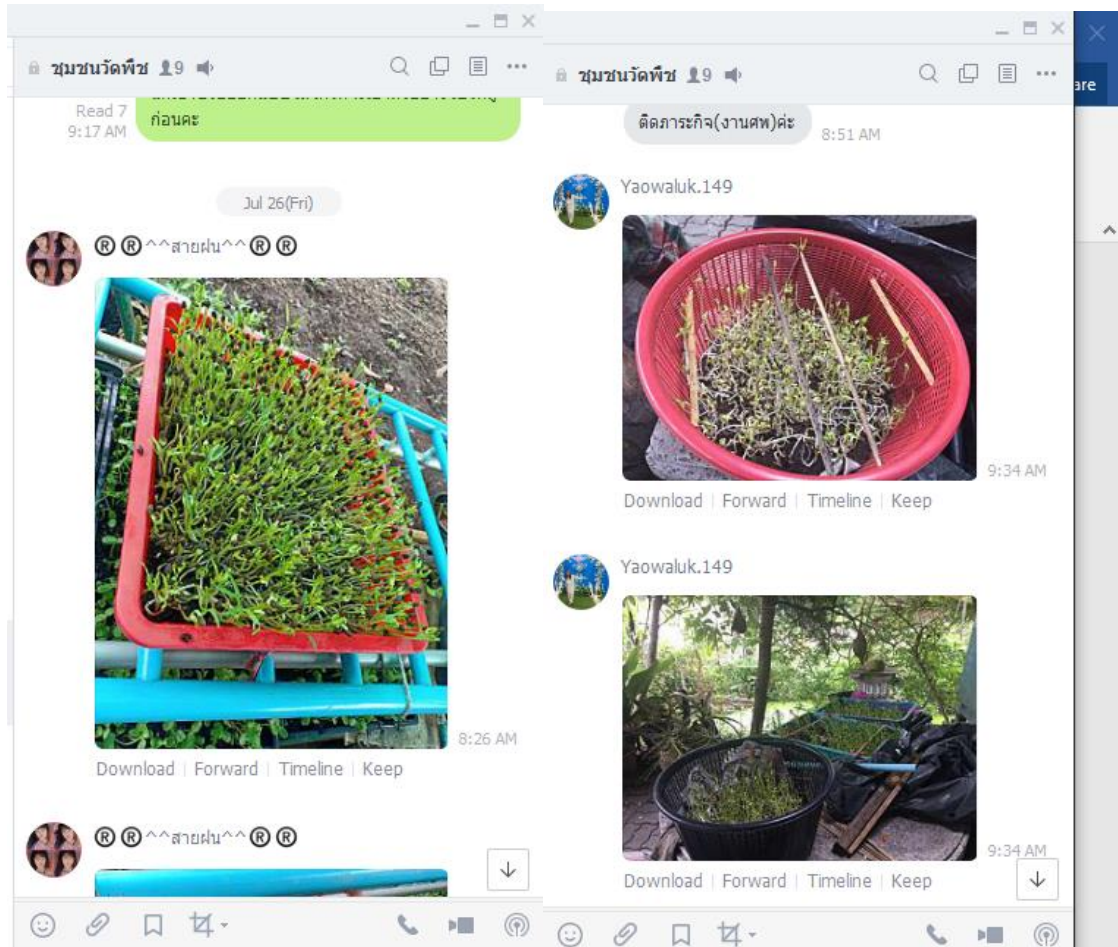 ชุมชนวัดพืช 9
Read 7
9:17 AM
ก่อนคะ
Jul 26(Fri)
®®^^สายฝน^^®®
8:26 AM
Download | Forward | Timeline | Keep
®®^^สายฝน^^®®
ชุมชนวัดพืช 9
ติดภาระกิจ(งานศพ)ค่ะ
8:51 AM
Yaowaluk.149
9:34 AM
Download | Forward | Timeline | Keep
Yaowaluk.149
9:34 AM
Download | Forward | Timeline | Keep
are